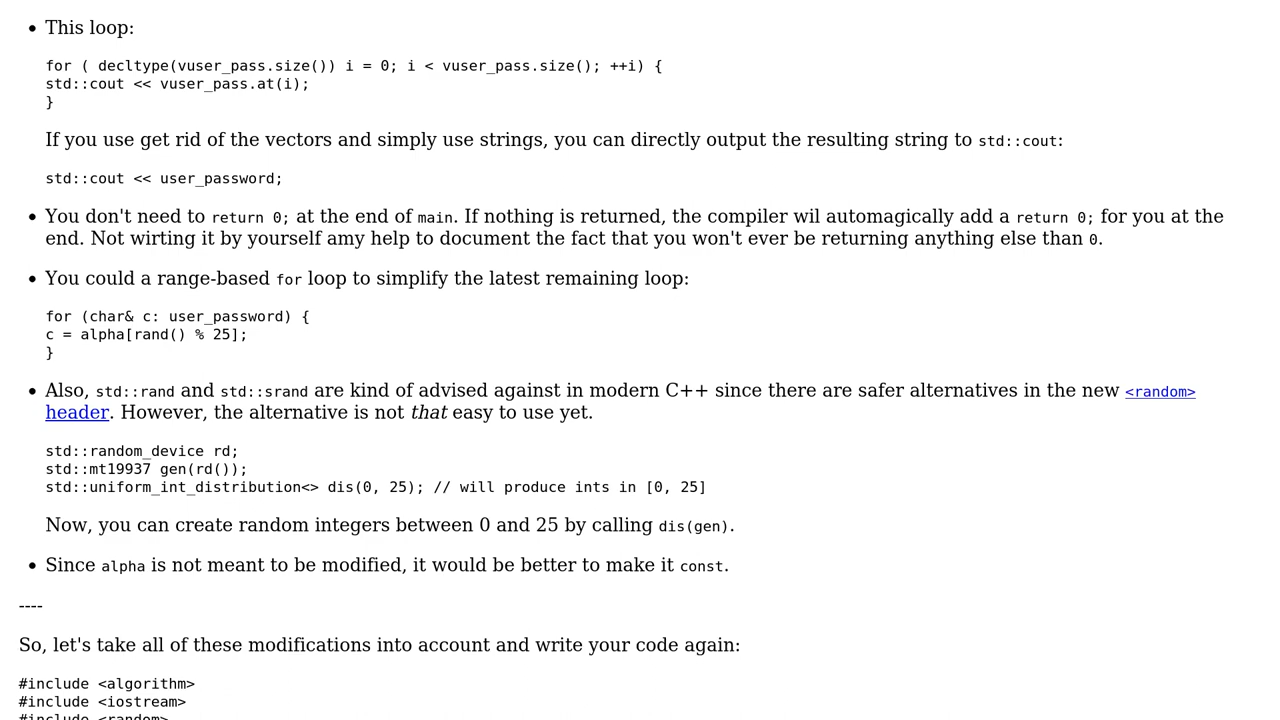 This loop:
for ( decltype(vuser_pass.size()) i = 0; i < vuser_pass.size(); ++i) {
std::cout << vuser_pass.at(i);
}
If you use get rid of the vectors and simply use strings, you can directly output the resulting string to std::cout:
std::cout << user_password;
You don't need to return 0; at the end of main. If nothing is returned, the compiler wil automagically add a return 0; for you at the
end. Not wirting it by yourself amy help to document the fact that you won't ever be returning anything else than 0.
You could a range-based for loop to simplify the latest remaining loop:
for (char& c: user_password) {
c = alpha[rand() % 25];
}
Also, std::rand and std::srand are kind of advised against in modern C++ since there are safer alternatives in the new <random>
header. However, the alternative is not that easy to use yet.
std::random_device rd;
std::mt19937 gen(rd());
std::uniform_int_distribution<> dis(0, 25); // will produce ints in [0, 25]
Now, you can create random integers between 0 and 25 by calling dis(gen).
Since alpha is not meant to be modified, it would be better to make it const.
----
So, let's take all of these modifications into account and write your code again:
#include <algorithm>
#include <iostream>
#include <random>